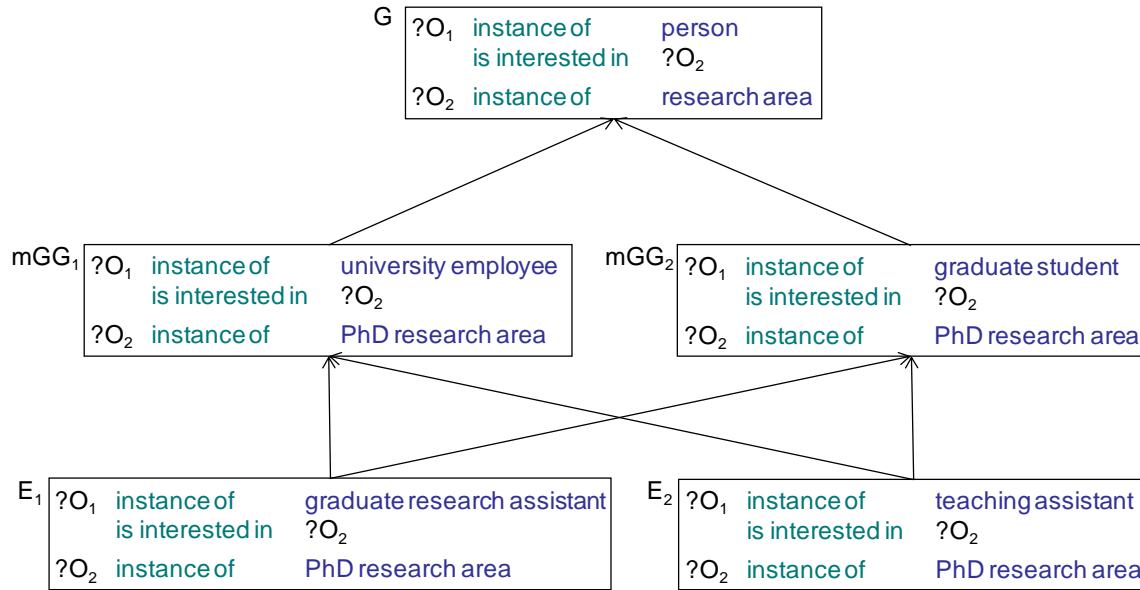 G
?O₁ instance of person
is interested in ?O₂
?O₂ instance of research area
mGG₁
?O₁ instance of university employee
is interested in ?O₂
?O₂ instance of PhD research area
mGG₂
?O₁ instance of graduate student
is interested in ?O₂
?O₂ instance of PhD research area
E₁
?O₁ instance of graduate research assistant
is interested in ?O₂
?O₂ instance of PhD research area
E₂
?O₁ instance of teaching assistant
is interested in ?O₂
?O₂ instance of PhD research area